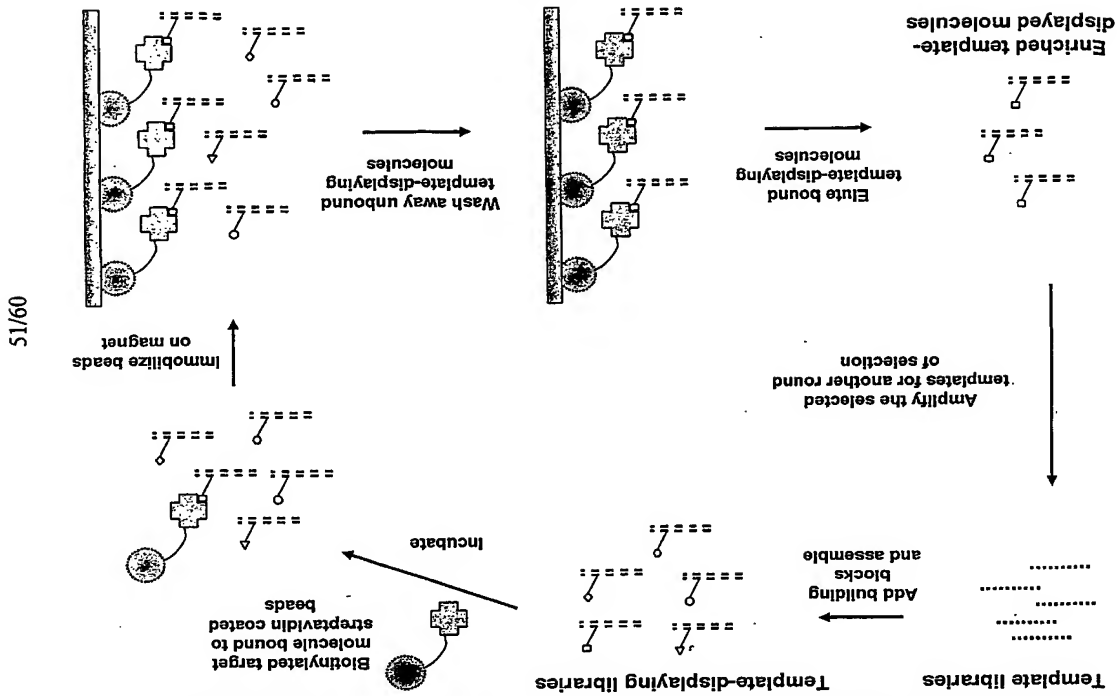 Template libraries
Template-displaying libraries
Add building
blocks
and assemble
Biotinylated target
molecule bound to
streptavidin coated
beads
Incubate
Immobilize beads
on magnet
Wash away unbound
template-displaying
molecules
Elute bound
template-displaying
molecules
Enriched template-
displayed molecules
Amplify the selected
templates for another round
of selection
51/60